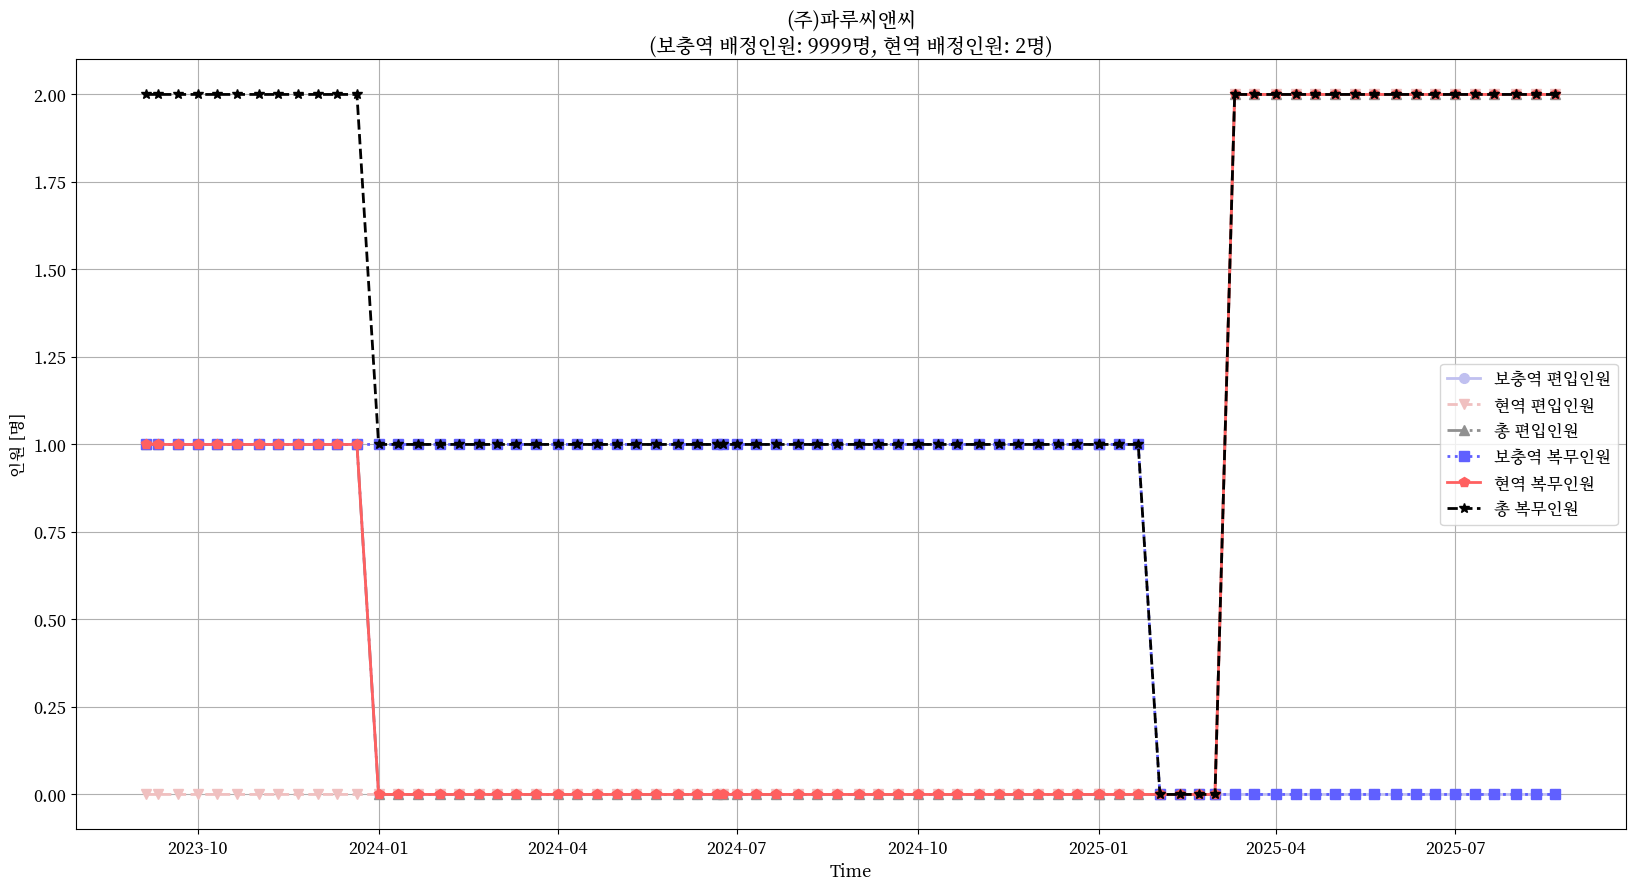 (주)파루씨앤씨
(보충역 배정인원: 9999명, 현역 배정인원: 2명)
인원 [명]
2.00
1.75
1.50
1.25
1.00
0.75
0.50
0.25
0.00
보충역 편입인원
현역 편입인원
총 편입인원
보충역 복무인원
현역 복무인원
총 복무인원
2023-10
2024-01
2024-04
2024-07
2024-10
2025-01
2025-04
2025-07
Time